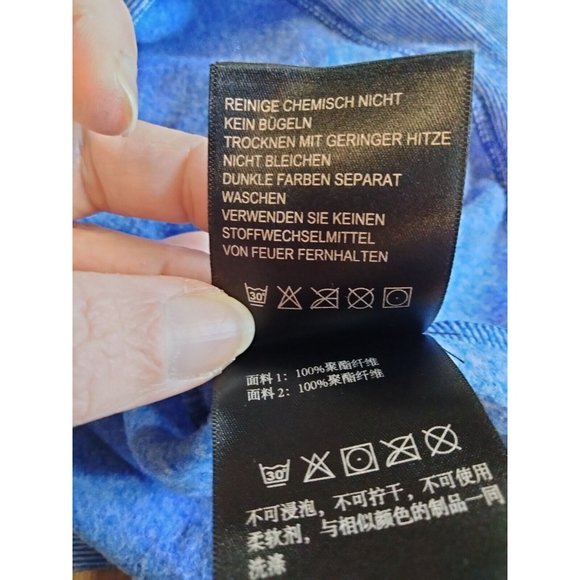 REINIGE CHEMISCH NICHT
KEIN BÜGELN
TROCKNEN MIT GERINGER HITZE
NICHT BLEICHEN
DUNKLE FARBEN SEPARAT
WASCHEN
VERWENDEN SIE KEINEN
STOFFWECHSELMITTEL
VON FEUER FERNHALTEN
30°
面料 1：100%聚酯纤维
面料 2：100%聚酯纤维
30°
不可浸泡，不可拧干，不可使用
柔软剂，与相似颜色的制品一同
洗涤